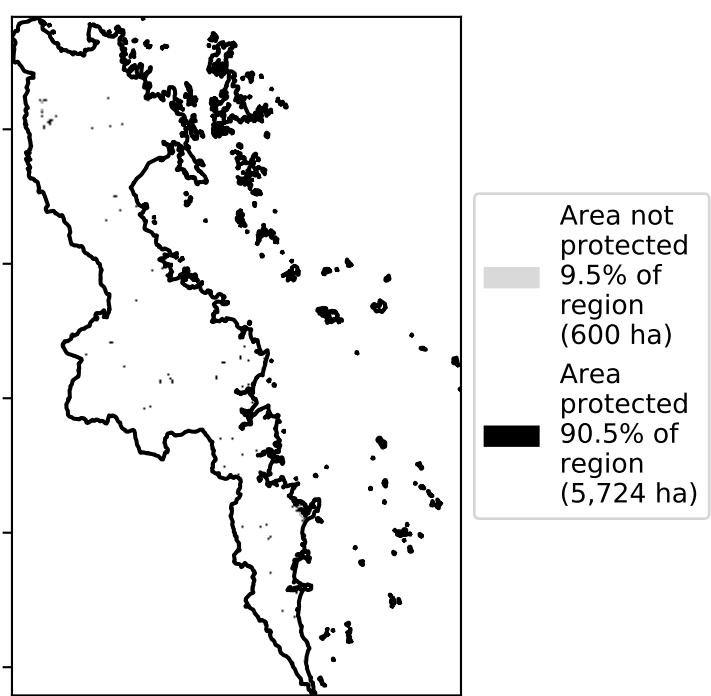 Area not
protected
9.5% of
region
(600 ha)
Area
protected
90.5% of
region
(5,724 ha)